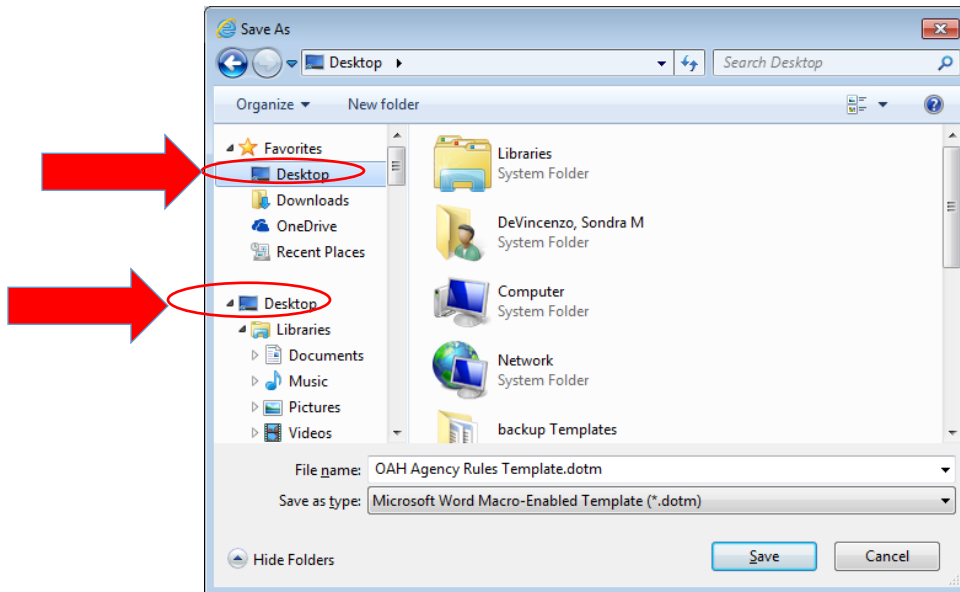 Save As
Desktop
Search Desktop
Organize
New folder
Favorites
Desktop
Downloads
OneDrive
Recent Places
Desktop
Libraries
Documents
Music
Pictures
Videos
Libraries
System Folder
DeVincenzo, Sondra M
System Folder
Computer
System Folder
Network
System Folder
backup Templates
File name: OAH Agency Rules Template.dotm
Save as type: Microsoft Word Macro-Enabled Template (*.dotm)
Hide Folders
Save
Cancel